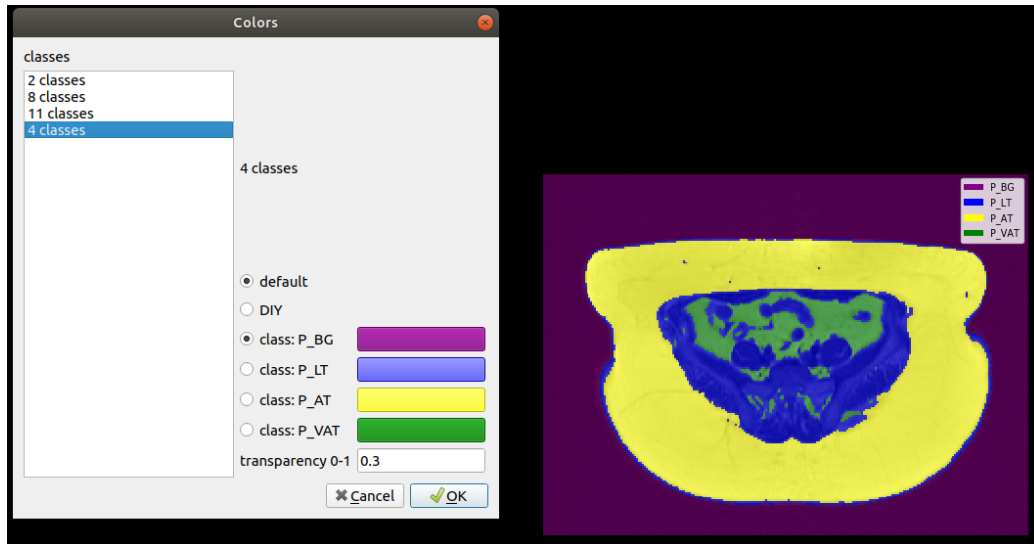 Colors
classes
2 classes
8 classes
11 classes
4 classes
4 classes
default
DIY
class: P_BG
class: P_LT
class: P_AT
class: P_VAT
transparency 0-1 0.3
Cancel OK
P_BG
P_LT
P_AT
P_VAT